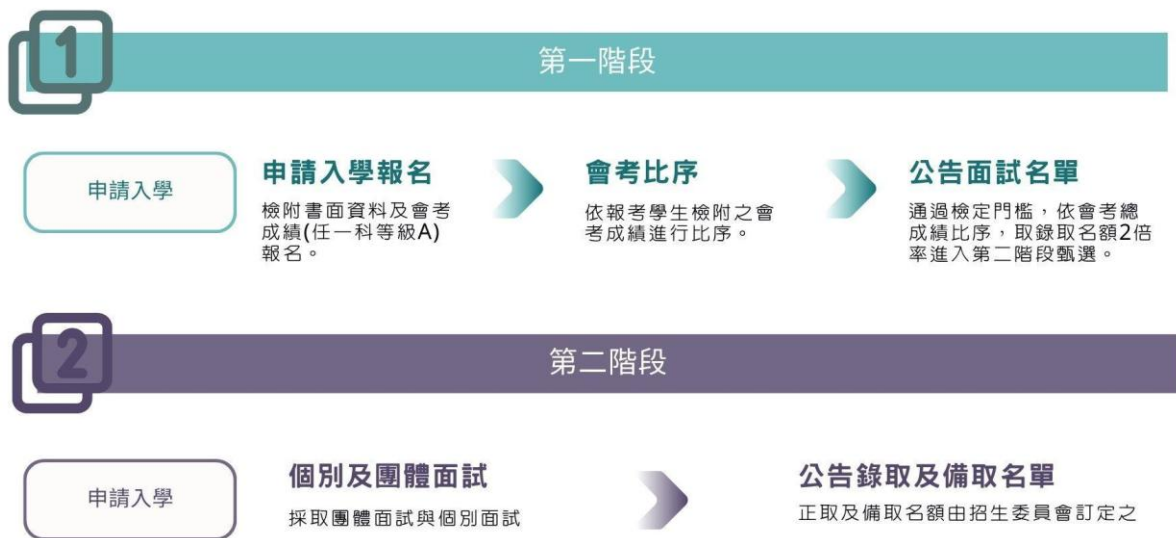 1
第一階段
申請入學
申請入學報名
檢附書面資料及會考
成績(任一科等級A)
報名。
會考比序
依報考學生檢附之會
考成績進行比序。
公告面試名單
通過檢定門檻，依會考總
成績比序，取錄取名額2倍
率進入第二階段甄選。
2
第二階段
申請入學
個別及團體面試
採取團體面試與個別面試
公告錄取及備取名單
正取及備取名額由招生委員會訂定之